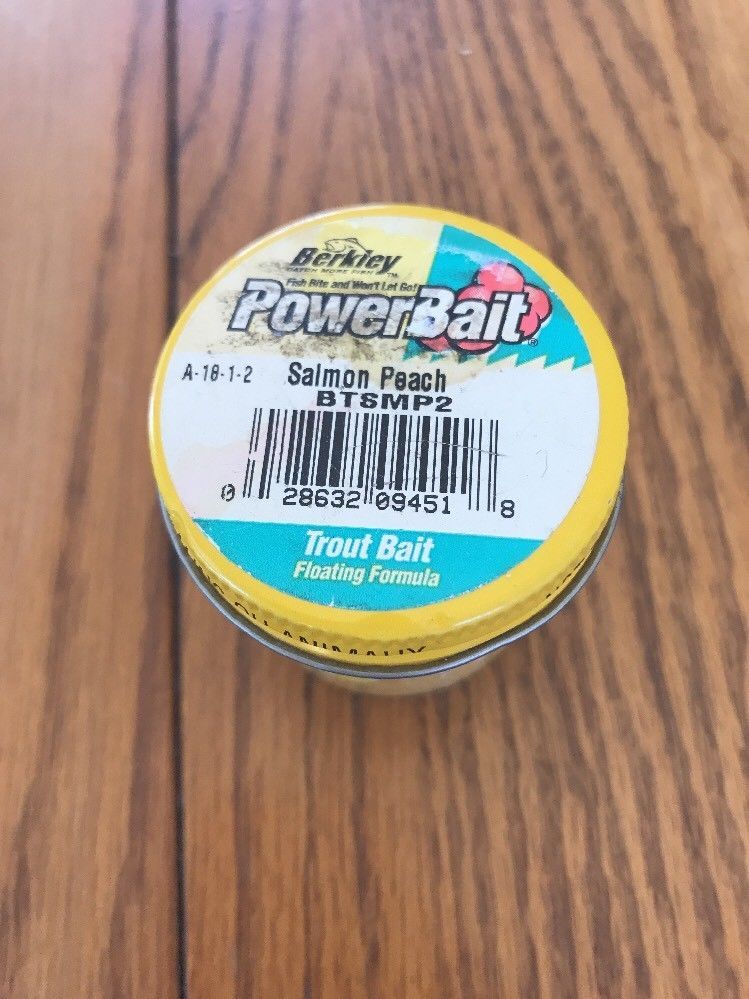 Berkley
CATCH MORE FISH™
Fish Bite and Won't Let Go!
PowerBait®
A-18-1-2 Salmon Peach
BTSMP2
0 28632 09451 8
Trout Bait
Floating Formula